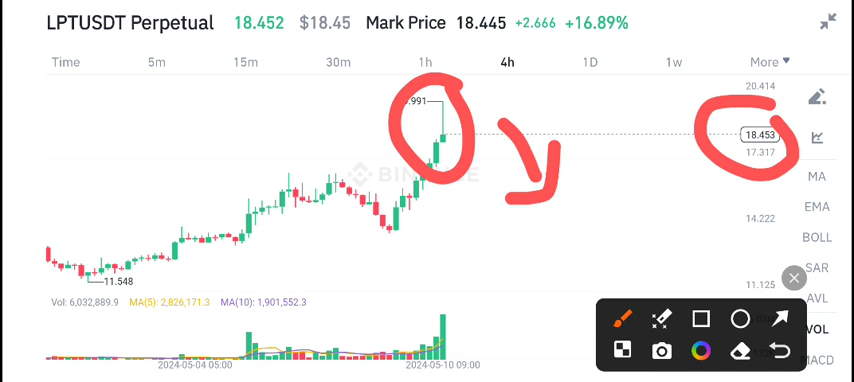 LPTUSDT Perpetual 18.452 $18.45 Mark Price 18.445 +2.666 +16.89%
Time 5m 15m 30m 1h 4h 1D 1w More
20.414
.991
18.453
17.317
BINANCE
MA
EMA
14.222
BOLL
SAR
11.548
11.125
AVL
Vol: 6,032,889.9 MA(5): 2,826,171.3 MA(10): 1,901,552.3
VOL
MACD
2024-05-04 05:00 2024-05-10 09:00